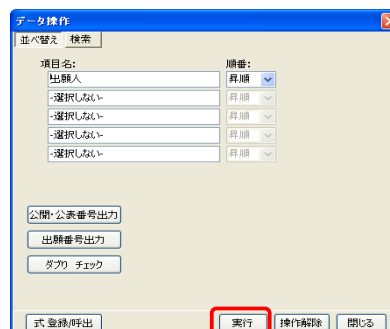 データ操作
並べ替え 検索
項目名: 順番:
出願人 昇順
-選択しない- 昇順
-選択しない- 昇順
-選択しない- 昇順
-選択しない- 昇順
公開・公表番号出力
出願番号出力
ダブり チェック
式 登録/呼出 実行 操作解除 閉じる